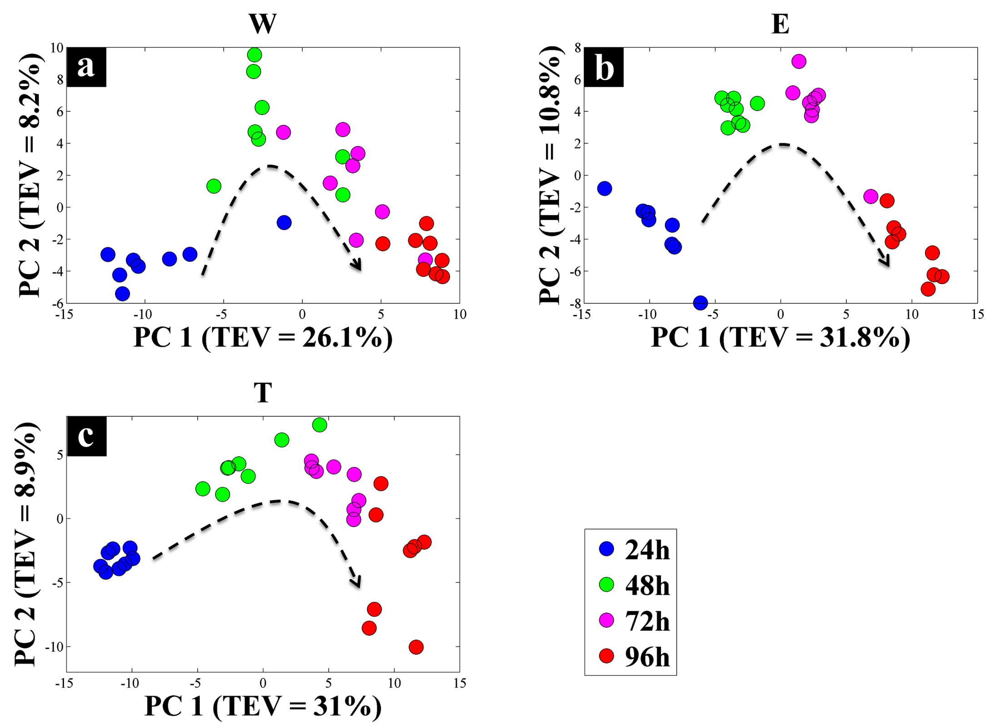 W
a
10
8
6
4
2
0
-2
-4
-6
-15 -10 -5 0 5 10
PC 2 (TEV = 8.2%)
PC 1 (TEV = 26.1%)
E
b
8
6
4
2
0
-2
-4
-6
-8
-15 -10 -5 0 5 10 15
PC 2 (TEV = 10.8%)
PC 1 (TEV = 31.8%)
T
c
5
0
-5
-10
-15 -10 -5 0 5 10 15
PC 2 (TEV = 8.9%)
PC 1 (TEV = 31%)
24h
48h
72h
96h